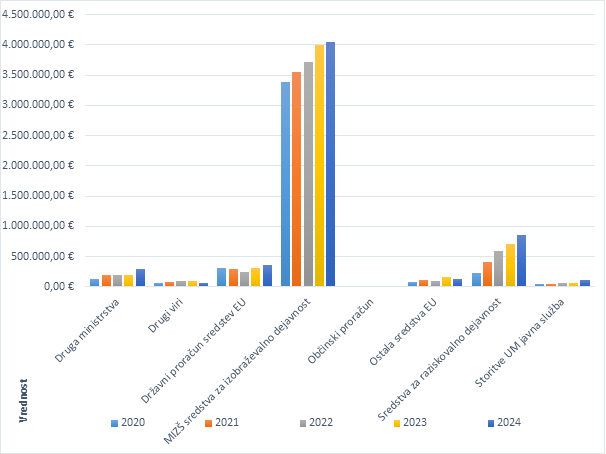 4.500.000,00 €
4.000.000,00 €
3.500.000,00 €
3.000.000,00 €
2.500.000,00 €
2.000.000,00 €
1.500.000,00 €
1.000.000,00 €
500.000,00 €
0,00 €
Druga ministrstva
Drugi viri
Državni proračun sredstev EU
MIZŠ sredstva za izobraževalno dejavnost
Občinski proračun
Ostala sredstva EU
Sredstva za raziskovalno dejavnost
Storitve UM javna služba
Vrednost
2020 2021 2022 2023 2024